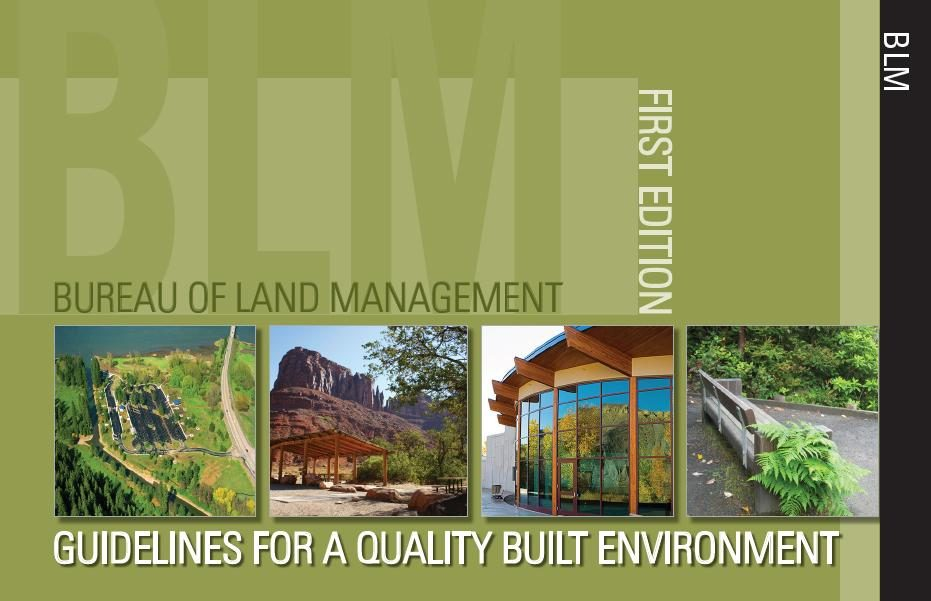 BLM
FIRST EDITION
BUREAU OF LAND MANAGEMENT
GUIDELINES FOR A QUALITY BUILT ENVIRONMENT
BLM